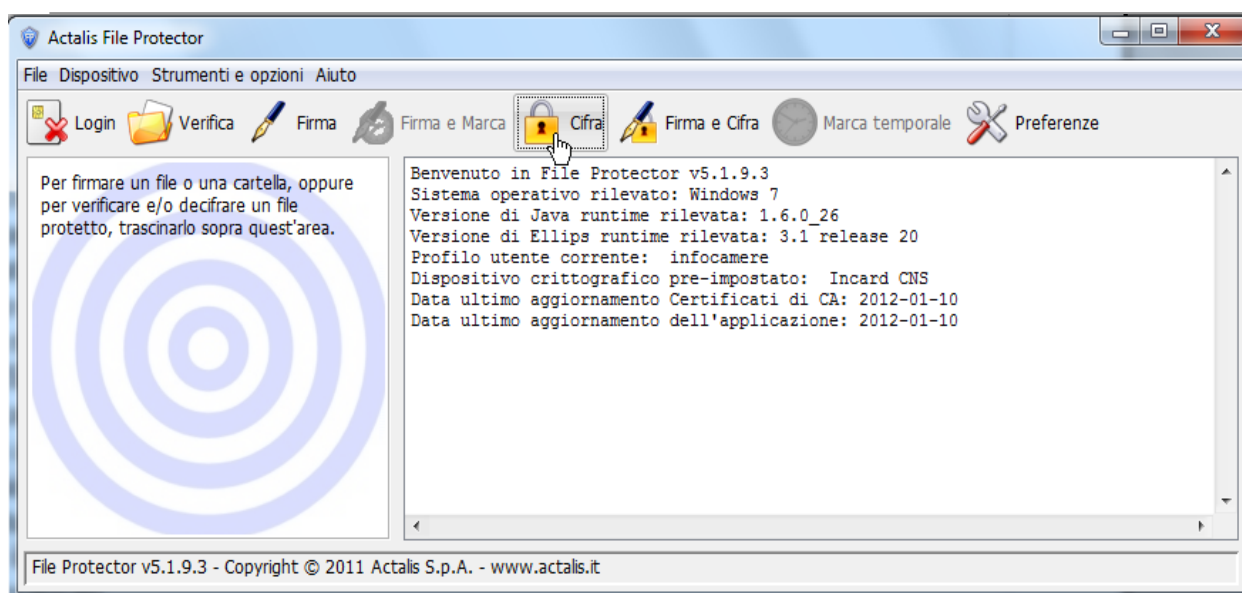 Actalis File Protector
File Dispositivo Strumenti e opzioni Aiuto
Login Verifica Firma Firma e Marca Cifra Firma e Cifra Marca temporale Preferenze
Per firmare un file o una cartella, oppure
per verificare e/o decifrare un file
protetto, trascinarlo sopra quest'area.
Benvenuto in File Protector v5.1.9.3
Sistema operativo rilevato: Windows 7
Versione di Java runtime rilevata: 1.6.0_26
Versione di Ellips runtime rilevata: 3.1 release 20
Profilo utente corrente:  infocamere
Dispositivo crittografico pre-impostato:  Incard CNS
Data ultimo aggiornamento Certificati di CA: 2012-01-10
Data ultimo aggiornamento dell'applicazione: 2012-01-10
File Protector v5.1.9.3 - Copyright © 2011 Actalis S.p.A. - www.actalis.it